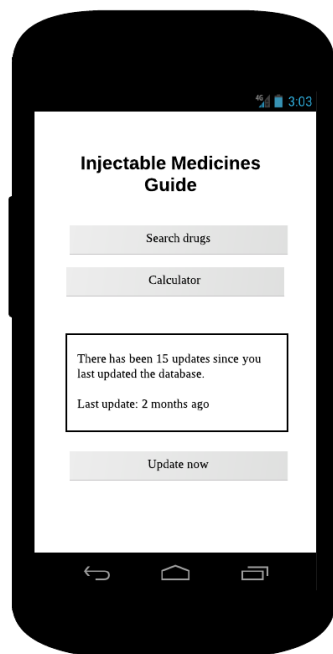 4G 3:03
Injectable Medicines
Guide
Search drugs
Calculator
There has been 15 updates since you
last updated the database.
Last update: 2 months ago
Update now